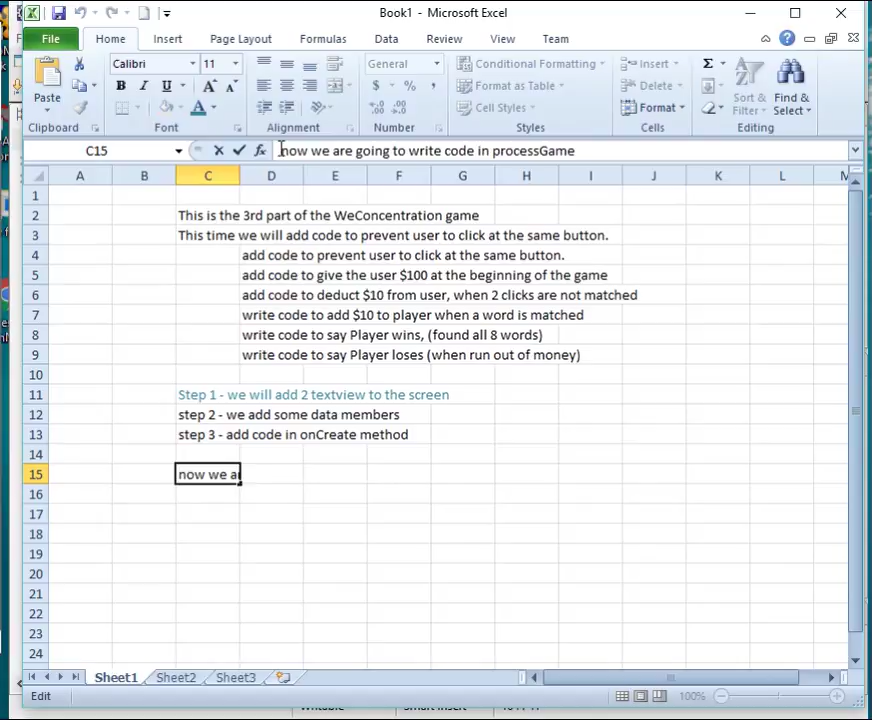 Book1 - Microsoft Excel
File Home Insert Page Layout Formulas Data Review View Team
Calibri 11 General Conditional Formatting Insert Σ
Paste B I U A A $ % , Format as Table Delete Sort & Find &
Cell Styles Format Filter Select
Clipboard Font Alignment Number Styles Cells Editing
C15 fx now we are going to write code in processGame
A B C D E F G H I J K L M
1
2 This is the 3rd part of the WeConcentration game
3 This time we will add code to prevent user to click at the same button.
4 add code to prevent user to click at the same button.
5 add code to give the user $100 at the beginning of the game
6 add code to deduct $10 from user, when 2 clicks are not matched
7 write code to add $10 to player when a word is matched
8 write code to say Player wins, (found all 8 words)
9 write code to say Player loses (when run out of money)
10
11 Step 1 - we will add 2 textview to the screen
12 step 2 - we add some data members
13 step 3 - add code in onCreate method
14
15 now we a
16
17
18
19
20
21
22
23
24
Sheet1 Sheet2 Sheet3
Edit 100%